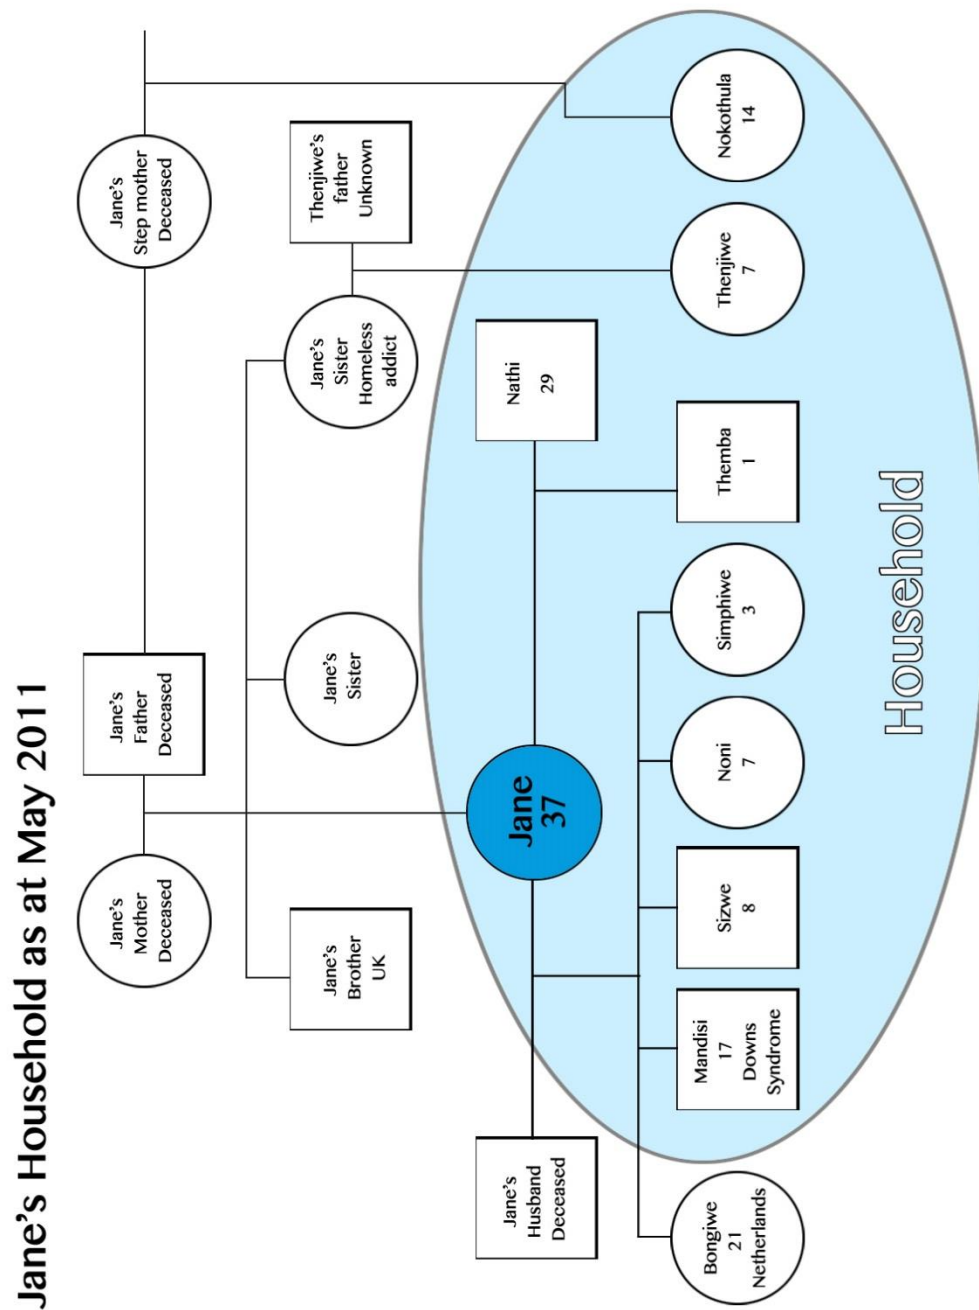 Jane's Household as at May 2011
Jane's
Mother
Deceased
Jane's
Father
Deceased
Jane's
Step mother
Deceased
Jane's
Brother
UK
Jane's
Sister
Jane's
Sister
Homeless
addict
Thenjiwe's
father
Unknown
Jane's
Husband
Deceased
Jane
37
Nathi
29
Bongiwe
21
Netherlands
Mandisi
17
Downs
Syndrome
Sizwe
8
Noni
7
Simphiwe
3
Themba
1
Thenjiwe
7
Nokothula
14
Household